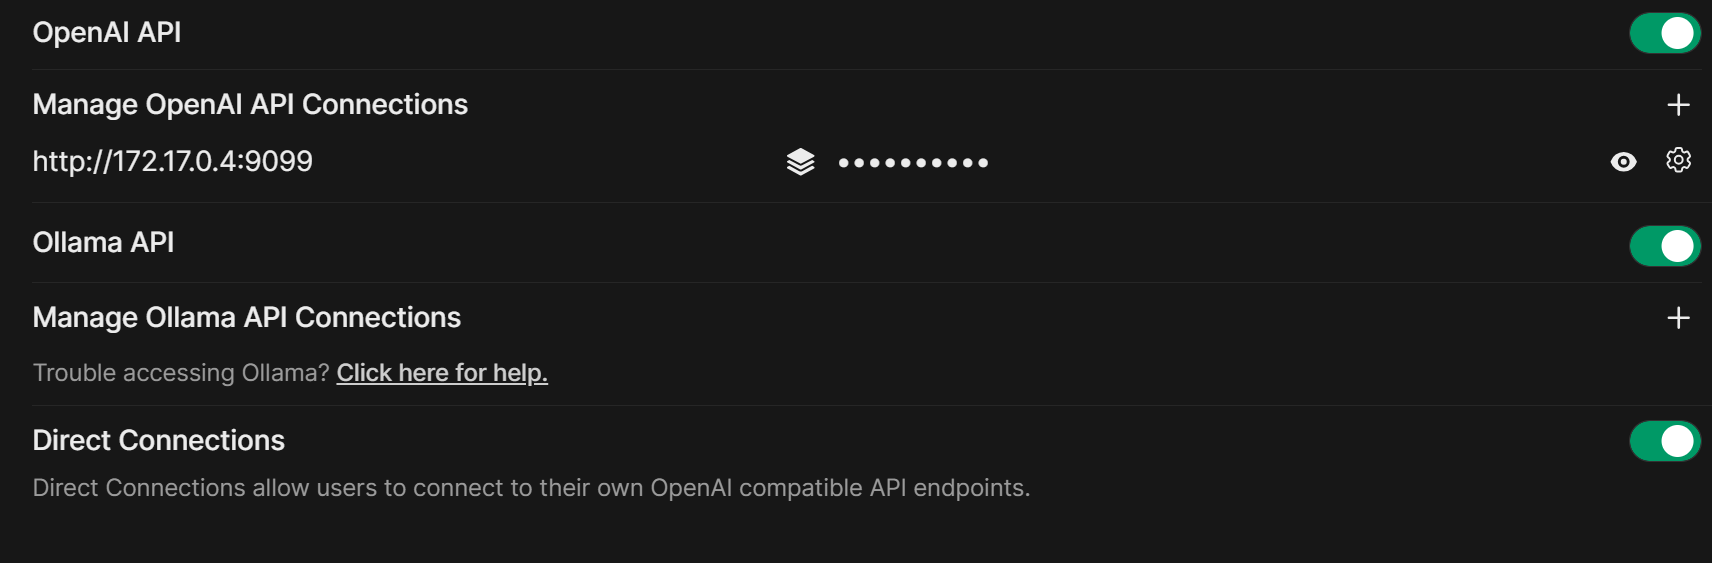 OpenAI API
Manage OpenAI API Connections
http://172.17.0.4:9099 ••••••••••
Ollama API
Manage Ollama API Connections
Trouble accessing Ollama? Click here for help.
Direct Connections
Direct Connections allow users to connect to their own OpenAI compatible API endpoints.